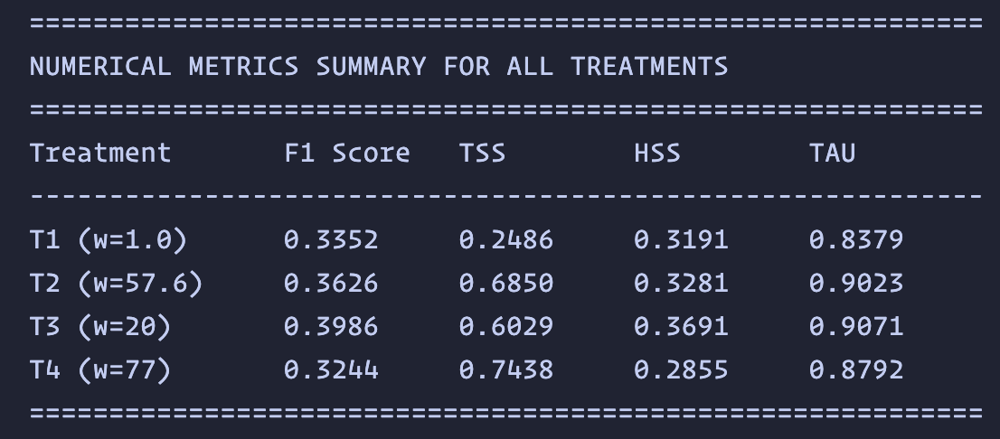 ============================================================
NUMERICAL METRICS SUMMARY FOR ALL TREATMENTS
============================================================
Treatment       F1 Score   TSS        HSS        TAU
------------------------------------------------------------
T1 (w=1.0)      0.3352     0.2486     0.3191     0.8379
T2 (w=57.6)     0.3626     0.6850     0.3281     0.9023
T3 (w=20)       0.3986     0.6029     0.3691     0.9071
T4 (w=77)       0.3244     0.7438     0.2855     0.8792
============================================================